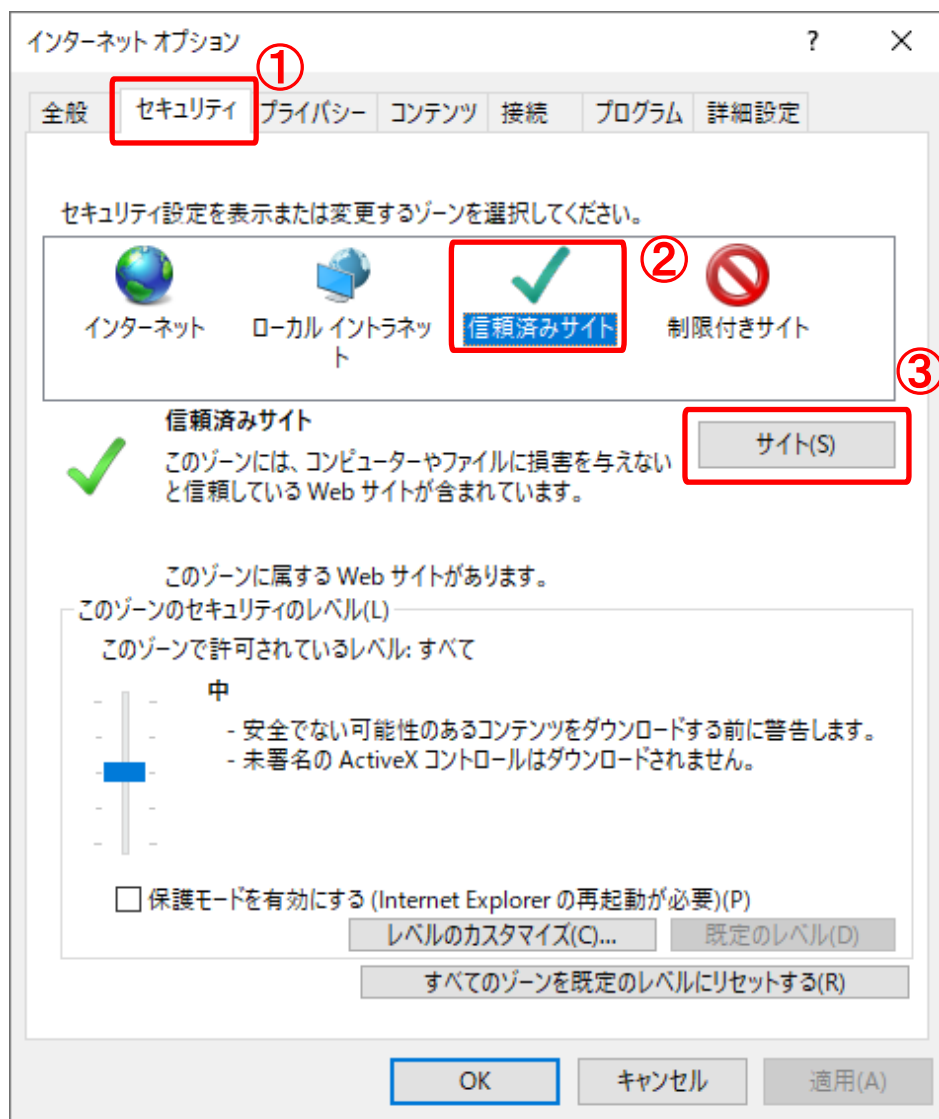 インターネット オプション
?
①
全般 セキュリティ プライバシー コンテンツ 接続 プログラム 詳細設定
セキュリティ設定を表示または変更するゾーンを選択してください。
②
インターネット ローカル イントラネッ
ト 信頼済みサイト 制限付きサイト
③
信頼済みサイト
サイト(S)
このゾーンには、コンピューターやファイルに損害を与えない
と信頼している Web サイトが含まれています。
このゾーンに属する Web サイトがあります。
このゾーンのセキュリティのレベル(L)
このゾーンで許可されているレベル: すべて
中
- 安全でない可能性のあるコンテンツをダウンロードする前に警告します。
- 未署名の ActiveX コントロールはダウンロードされません。
保護モードを有効にする (Internet Explorer の再起動が必要)(P)
レベルのカスタマイズ(C)... 既定のレベル(D)
すべてのゾーンを既定のレベルにリセットする(R)
OK キャンセル 適用(A)